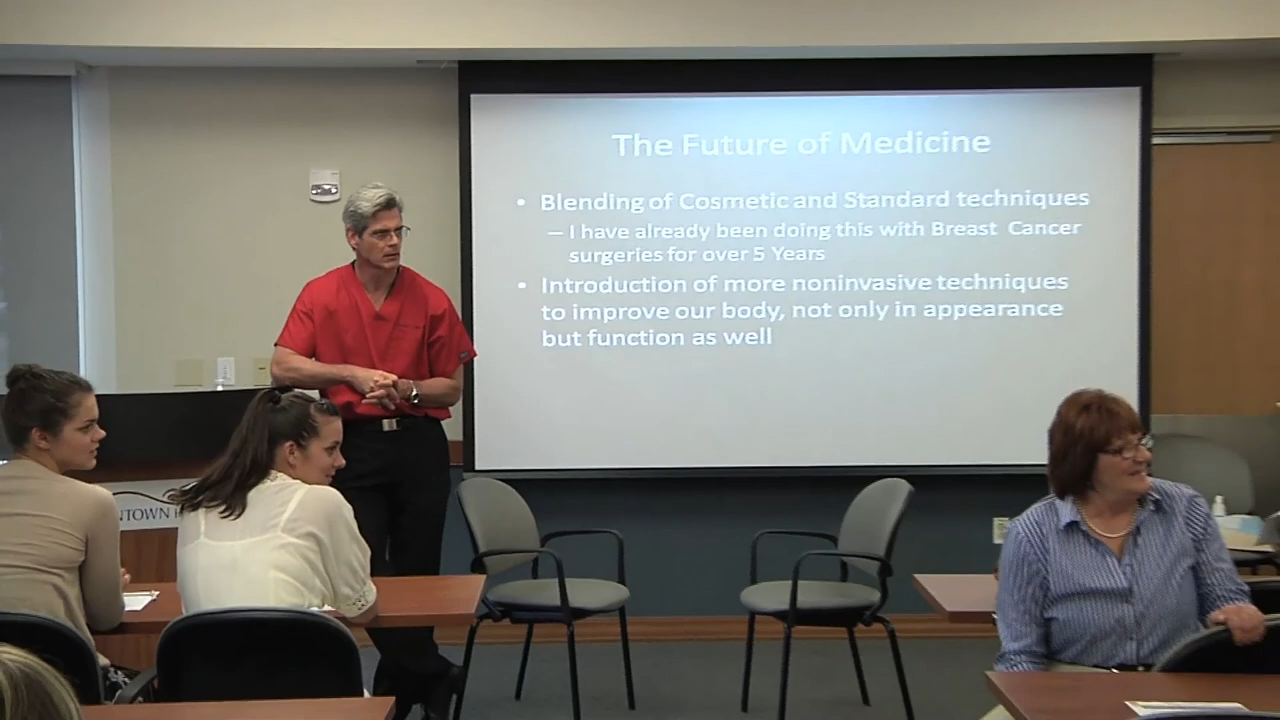 The Future of Medicine
• Blending of Cosmetic and Standard techniques
– I have already been doing this with Breast Cancer
surgeries for over 5 Years
• Introduction of more noninvasive techniques
to improve our body, not only in appearance
but function as well
NTOWN